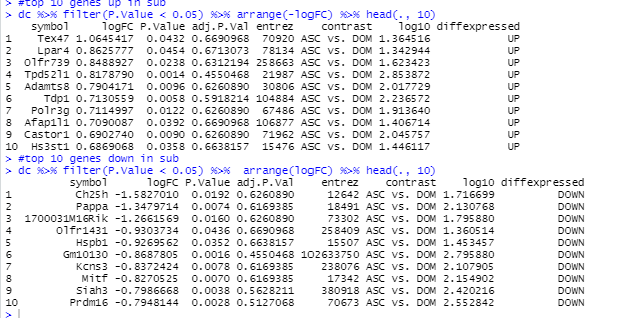 > #top 10 genes up in sub
> dc %>% filter(P.Value < 0.05) %>% arrange(-logFC) %>% head(., 10)
symbol logFC P.Value adj.P.Val entrez contrast log10 diffexpressed
1 Tex47 1.0645417 0.0432 0.6690968 70920 ASC vs. DOM 1.364516 UP
2 Lpar4 0.8625777 0.0454 0.6713073 78134 ASC vs. DOM 1.342944 UP
3 Olfr739 0.8488927 0.0238 0.6312194 258663 ASC vs. DOM 1.623423 UP
4 Tpd52l1 0.8178790 0.0014 0.4550468 21987 ASC vs. DOM 2.853872 UP
5 Adamts8 0.7904171 0.0096 0.6260890 30806 ASC vs. DOM 2.017729 UP
6 Tdp1 0.7130559 0.0058 0.5918214 104884 ASC vs. DOM 2.236572 UP
7 Polr3g 0.7114997 0.0122 0.6260890 67486 ASC vs. DOM 1.913640 UP
8 Afap1l1 0.7090087 0.0392 0.6690968 106877 ASC vs. DOM 1.406714 UP
9 Castor1 0.6902740 0.0090 0.6260890 71962 ASC vs. DOM 2.045757 UP
10 Hs3st1 0.6869068 0.0358 0.6638157 15476 ASC vs. DOM 1.446117 UP
> #top 10 genes down in sub
> dc %>% filter(P.Value < 0.05) %>% arrange(logFC) %>% head(., 10)
symbol logFC P.Value adj.P.Val entrez contrast log10 diffexpressed
1 Ch25h -1.5827010 0.0192 0.6260890 12642 ASC vs. DOM 1.716699 DOWN
2 Pappa -1.3479714 0.0074 0.6169385 18491 ASC vs. DOM 2.130768 DOWN
3 1700031M16Rik -1.2661569 0.0160 0.6260890 73302 ASC vs. DOM 1.795880 DOWN
4 Olfr1431 -0.9303734 0.0436 0.6690968 258409 ASC vs. DOM 1.360514 DOWN
5 Hspb1 -0.9269562 0.0352 0.6638157 15507 ASC vs. DOM 1.453457 DOWN
6 Gm10130 -0.8687805 0.0016 0.4550468 102633750 ASC vs. DOM 2.795880 DOWN
7 Kcns3 -0.8372424 0.0078 0.6169385 238076 ASC vs. DOM 2.107905 DOWN
8 Mitf -0.8270525 0.0070 0.6169385 17342 ASC vs. DOM 2.154902 DOWN
9 Siah3 -0.7986668 0.0038 0.5628211 380918 ASC vs. DOM 2.420216 DOWN
10 Prdm16 -0.7948144 0.0028 0.5127068 70673 ASC vs. DOM 2.552842 DOWN
>